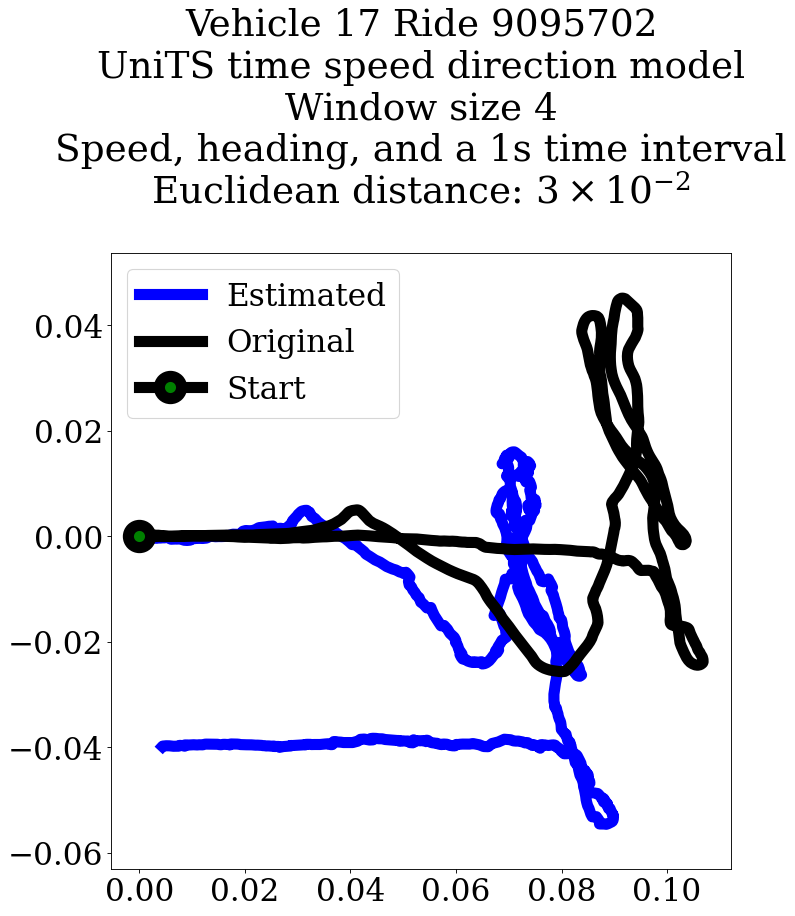 Vehicle 17 Ride 9095702
UniTS time speed direction model
Window size 4
Speed, heading, and a 1s time interval
Euclidean distance: 3 × 10⁻²
Estimated
Original
Start
0.04
0.02
0.00
−0.02
−0.04
−0.06
0.00 0.02 0.04 0.06 0.08 0.10